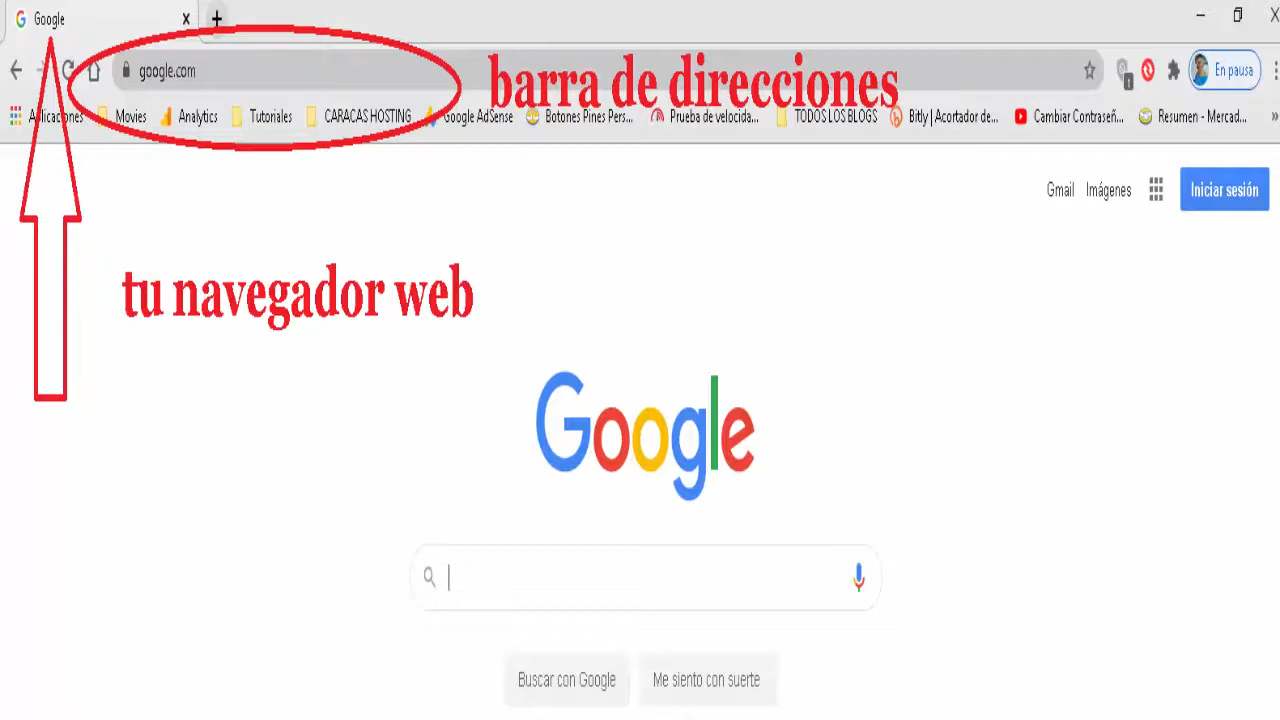 Google
google.com
barra de direcciones
En pausa
Aplicaciones Movies Analytics Tutoriales CARACAS HOSTING Google AdSense Botones Pines Pers... Prueba de velocida... TODOS LOS BLOGS Bitly | Acortador de... Cambiar Contraseñ... Resumen - Mercad...
Gmail Imágenes Iniciar sesión
tu navegador web
Google
Buscar con Google Me siento con suerte